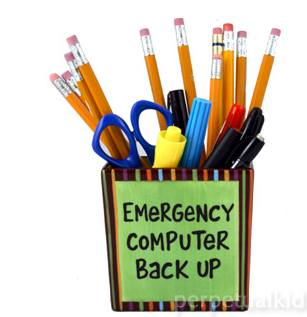 EMERGENCY
COMPUTER
BACK UP
perpetualkid